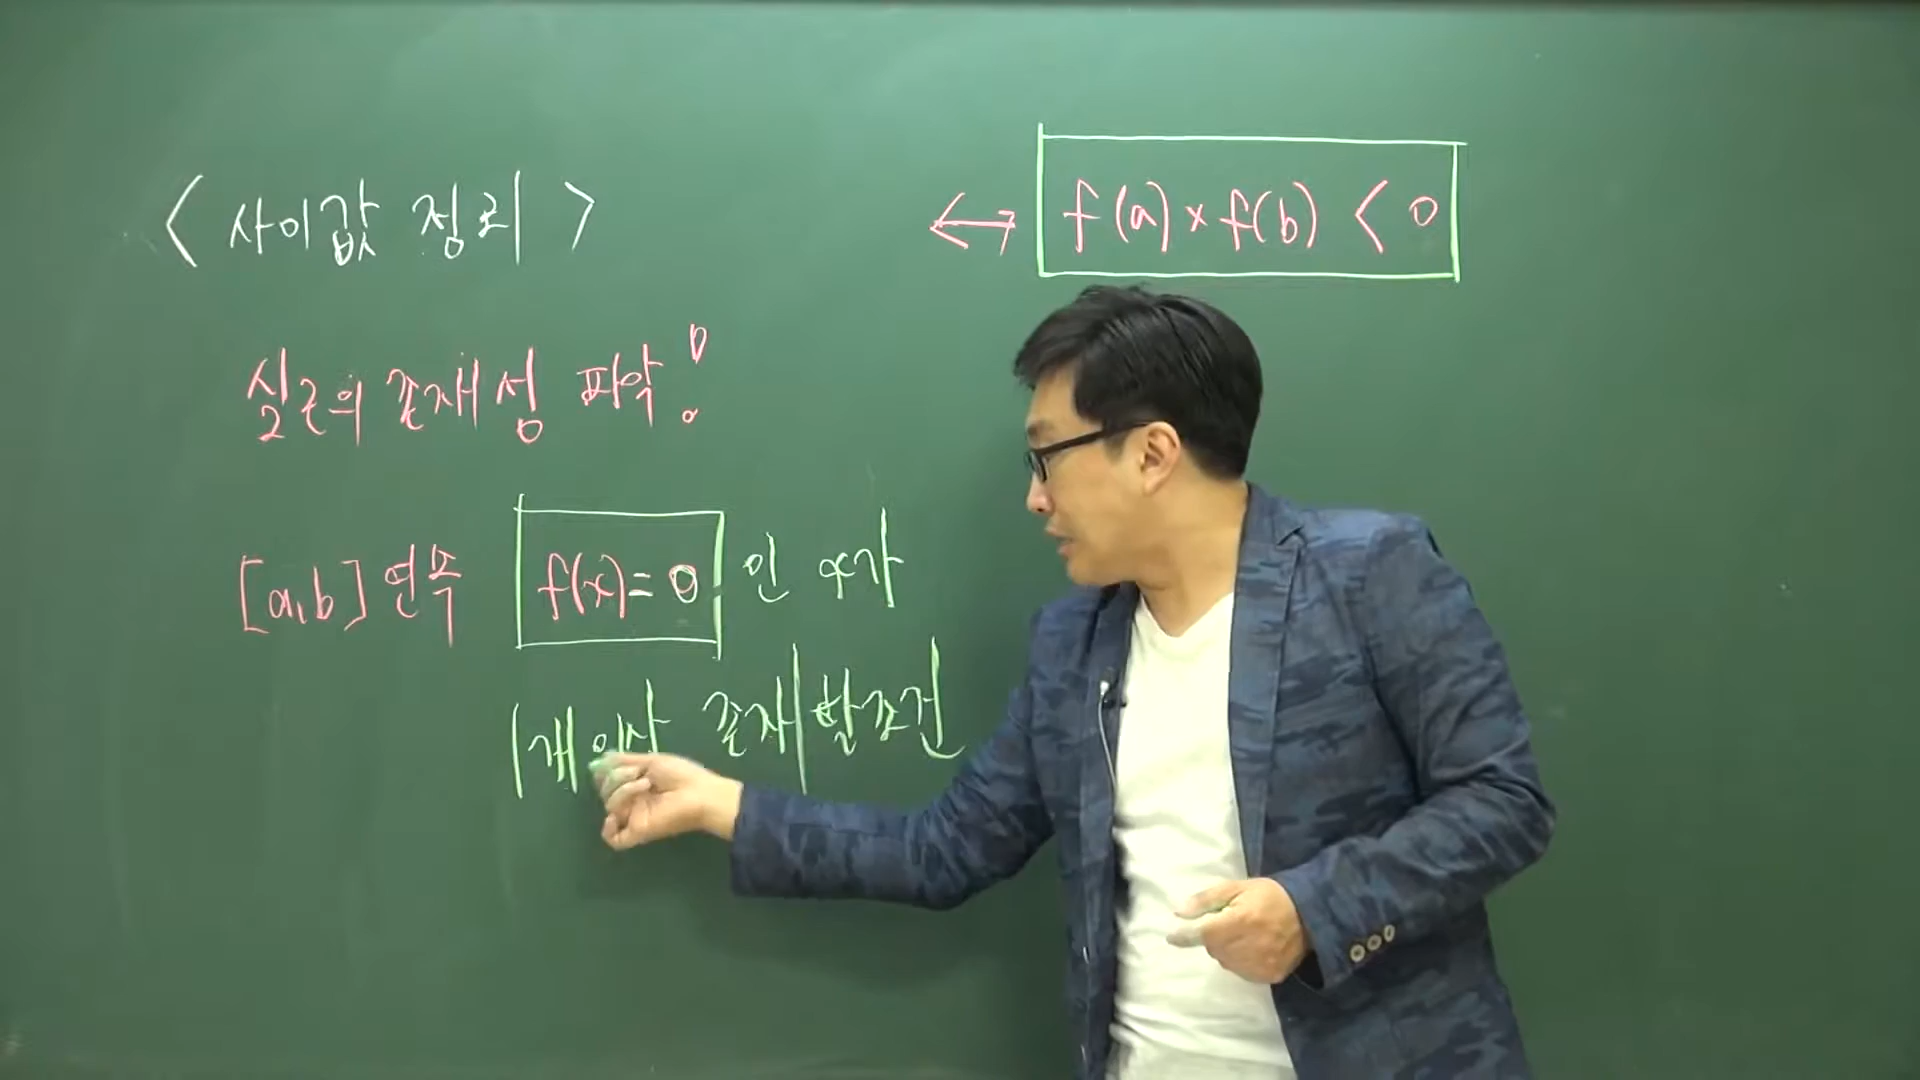 < 사이값 정리 >
↔ f(a) × f(b) < 0
실근의 존재성 파악!
[a,b] 연속 f(x)=0 인 α가
1개 이상 존재할 조건